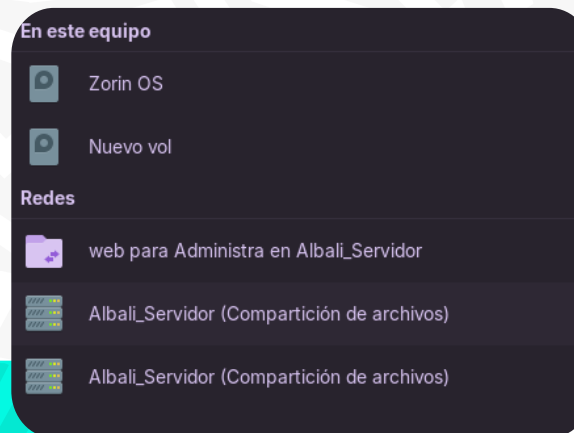 En este equipo
Zorin OS
Nuevo vol
Redes
web para Administra en Albali_Servidor
Albali_Servidor (Compartición de archivos)
Albali_Servidor (Compartición de archivos)